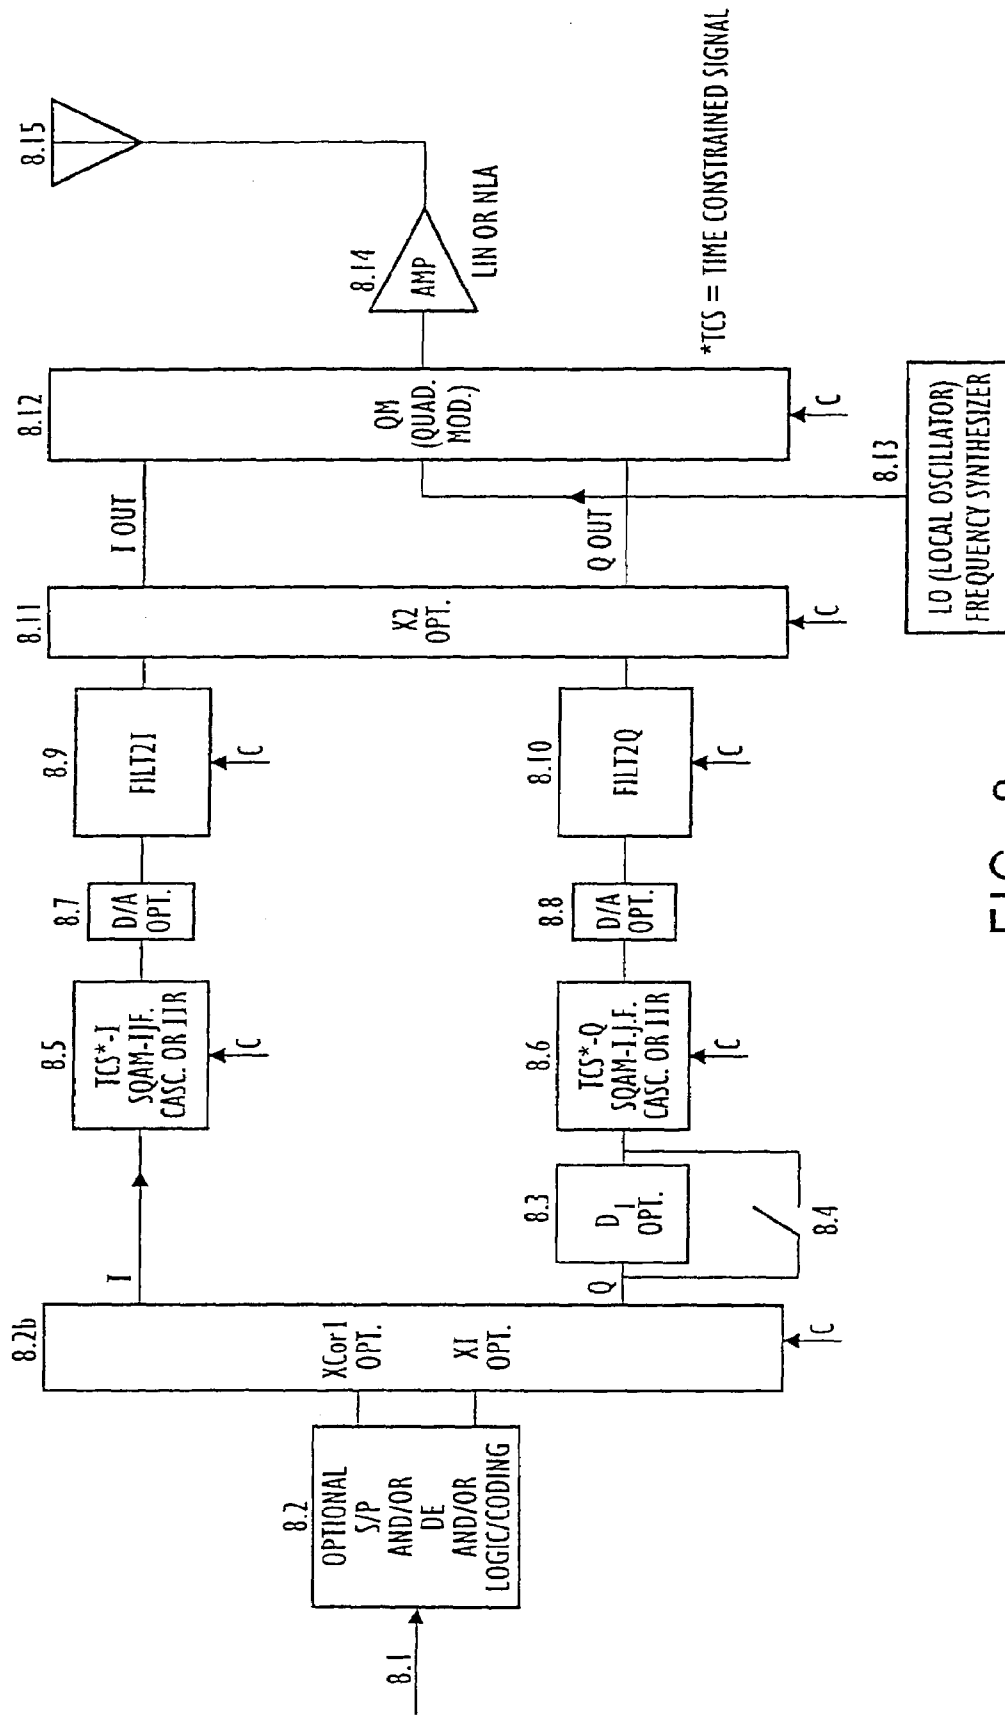 8.1
8.2
OPTIONAL
S/P
AND/OR
DE
AND/OR
LOGIC/CODING
8.2b
XCor1
OPT.
X1
OPT.
C
I
Q
8.3
D1
OPT.
8.4
8.5
TCS*-I
SQAM-IJF.
CASC. OR IIR
C
8.6
TCS*-Q
SQAM-I.J.F.
CASC. OR IIR
C
8.7
D/A
OPT.
8.8
D/A
OPT.
8.9
FILT2I
C
8.10
FILT2Q
C
8.11
X2
OPT.
C
I OUT
Q OUT
8.12
QM
(QUAD.
MOD.)
C
8.13
LO (LOCAL OSCILLATOR)
FREQUENCY SYNTHESIZER
8.14
AMP
LIN OR NLA
8.15
*TCS = TIME CONSTRAINED SIGNAL